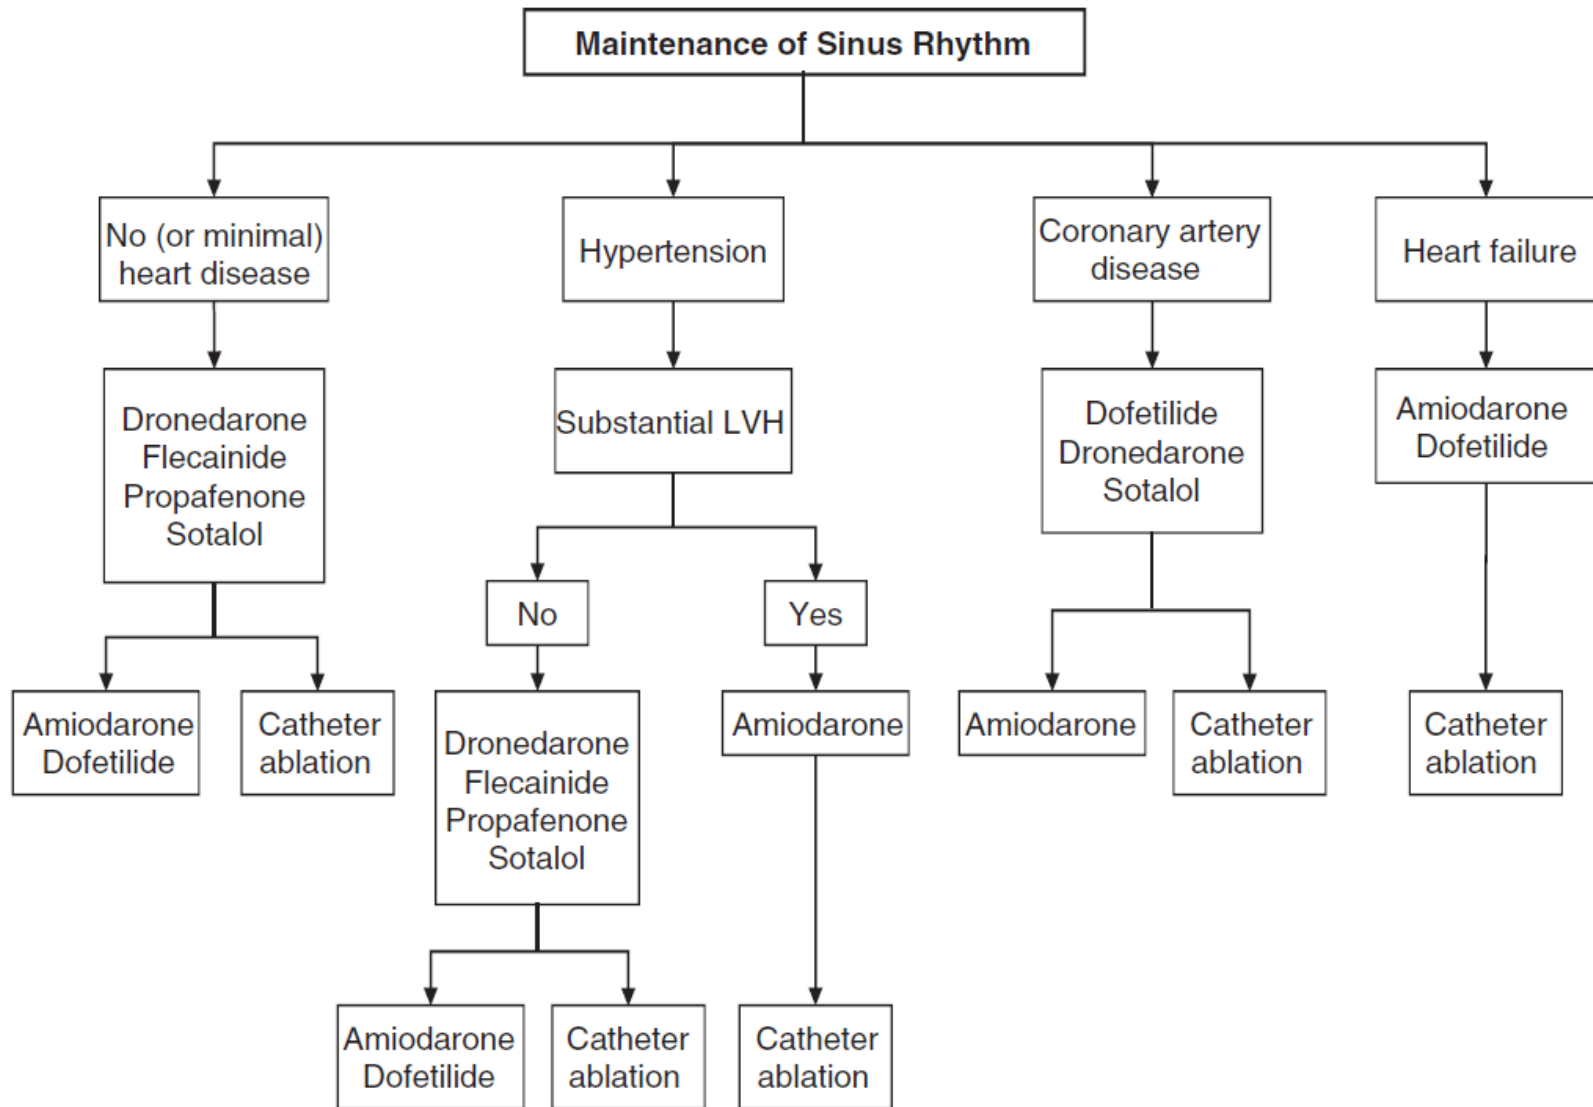 Maintenance of Sinus Rhythm
No (or minimal)
heart disease
Hypertension
Coronary artery
disease
Heart failure
Dronedarone
Flecainide
Propafenone
Sotalol
Substantial LVH
Dofetilide
Dronedarone
Sotalol
Amiodarone
Dofetilide
No
Yes
Amiodarone
Dofetilide
Catheter
ablation
Dronedarone
Flecainide
Propafenone
Sotalol
Amiodarone
Amiodarone
Catheter
ablation
Catheter
ablation
Amiodarone
Dofetilide
Catheter
ablation
Catheter
ablation